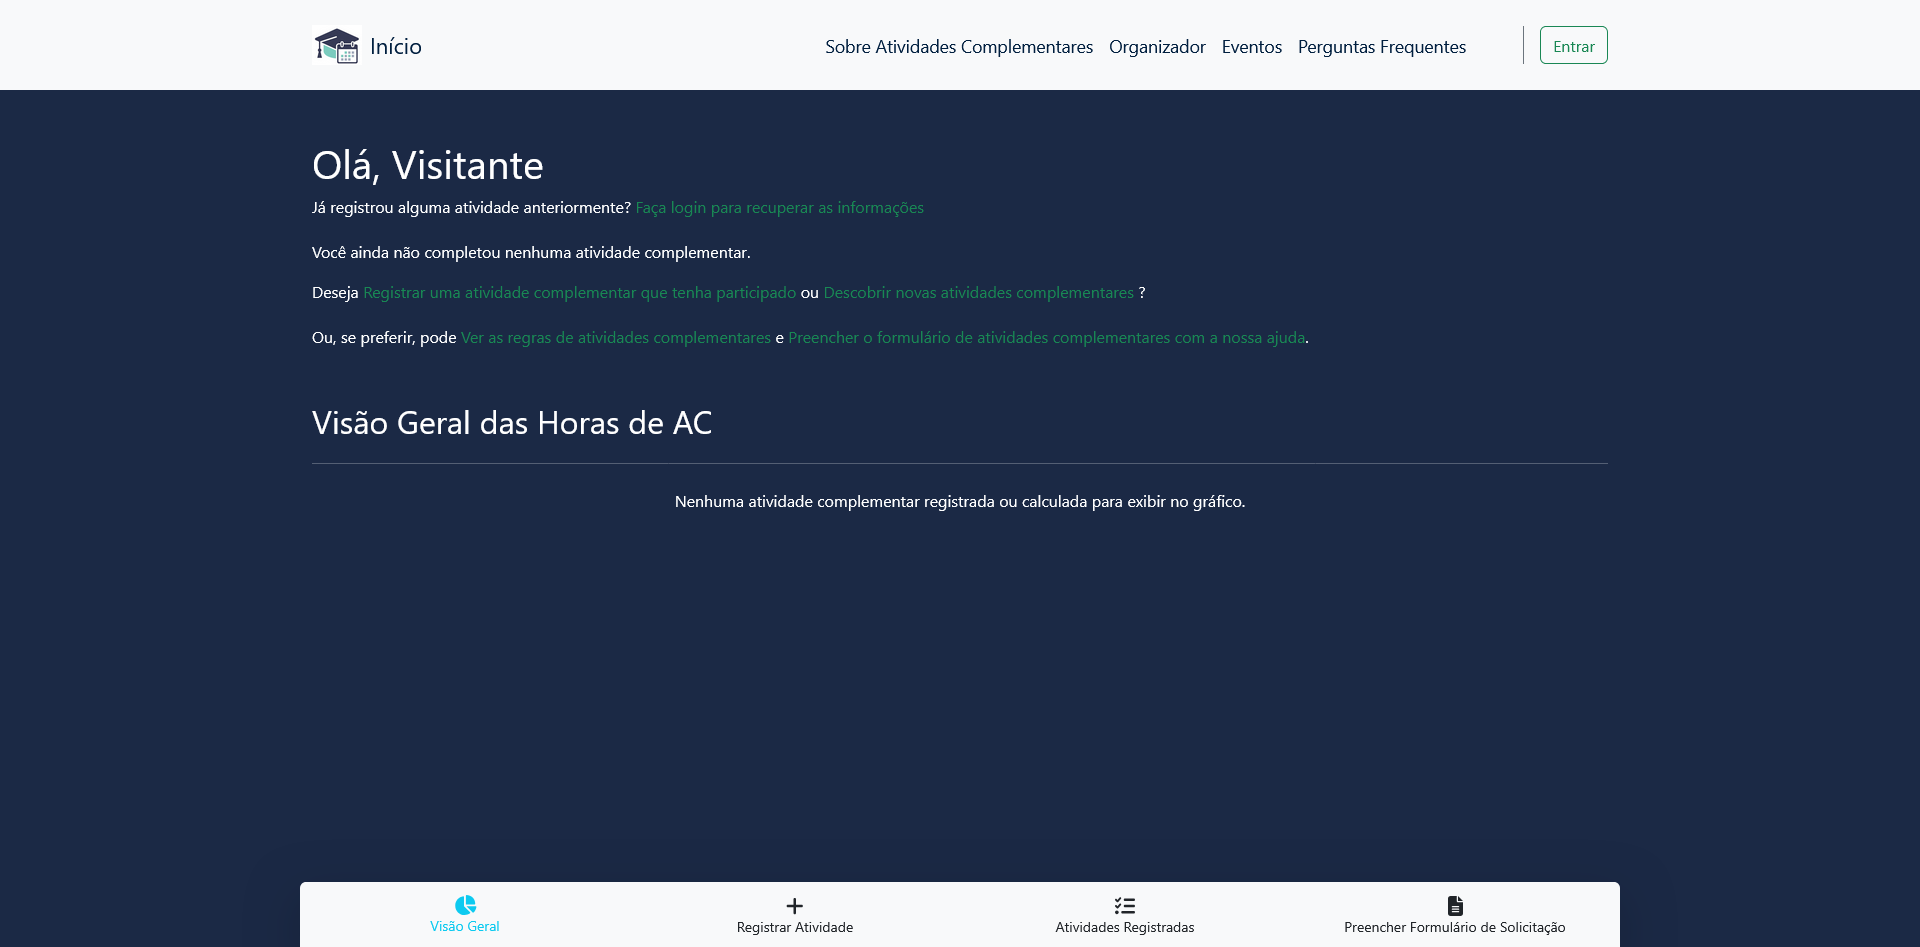 Início
Sobre Atividades Complementares
Organizador
Eventos
Perguntas Frequentes
Entrar
Olá, Visitante
Já registrou alguma atividade anteriormente? Faça login para recuperar as informações
Você ainda não completou nenhuma atividade complementar.
Deseja Registrar uma atividade complementar que tenha participado ou Descobrir novas atividades complementares ?
Ou, se preferir, pode Ver as regras de atividades complementares e Preencher o formulário de atividades complementares com a nossa ajuda.
Visão Geral das Horas de AC
Nenhuma atividade complementar registrada ou calculada para exibir no gráfico.
Visão Geral
Registrar Atividade
Atividades Registradas
Preencher Formulário de Solicitação